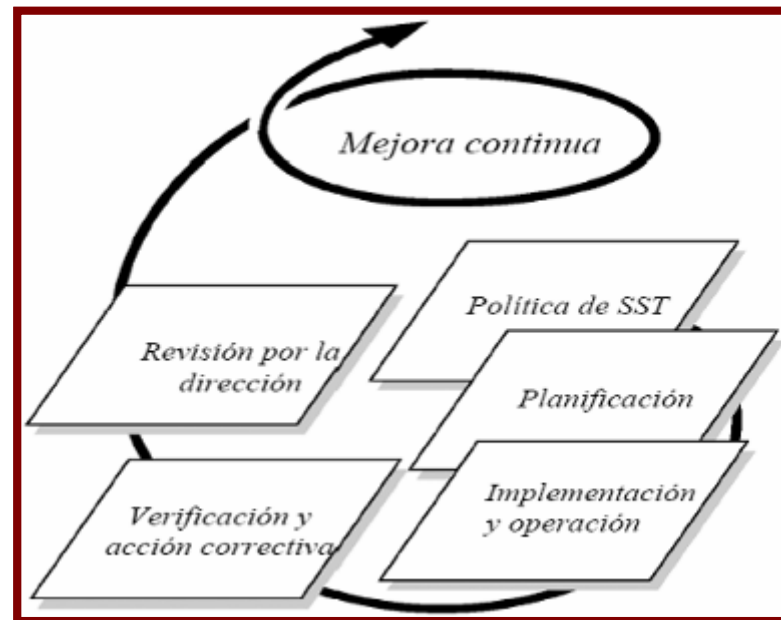 Mejora continua
Política de SST
Revisión por la
dirección
Planificación
Implementación
y operación
Verificación y
acción correctiva